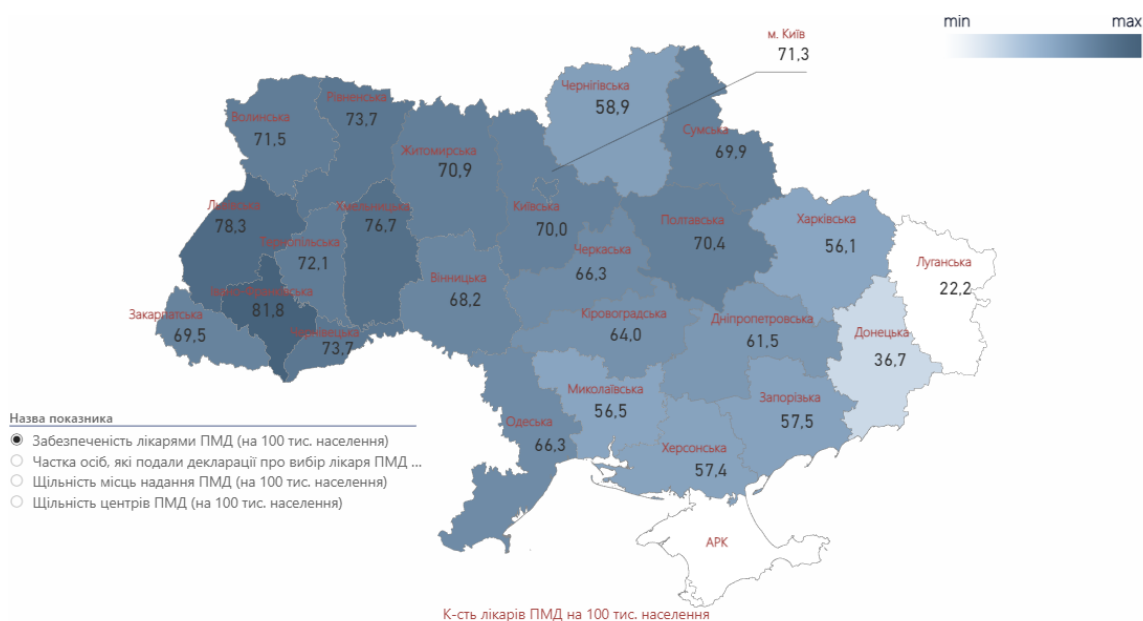 min
max
м. Київ
71,3
Чернігівська
58,9
Рівненська
73,7
Волинська
71,5
Сумська
69,9
Житомирська
70,9
Львівська
78,3
Хмельницька
76,7
Київська
70,0
Полтавська
70,4
Харківська
56,1
Тернопільська
72,1
Черкаська
66,3
Луганська
22,2
Вінницька
68,2
Івано-Франківська
81,8
Закарпатська
69,5
Чернівецька
73,7
Кіровоградська
64,0
Дніпропетровська
61,5
Донецька
36,7
Миколаївська
56,5
Запорізька
57,5
Одеська
66,3
Херсонська
57,4
АРК
Назва показника
Забезпеченість лікарями ПМД (на 100 тис. населення)
Частка осіб, які подали декларації про вибір лікаря ПМД ...
Щільність місць надання ПМД (на 100 тис. населення)
Щільність центрів ПМД (на 100 тис. населення)
К-сть лікарів ПМД на 100 тис. населення